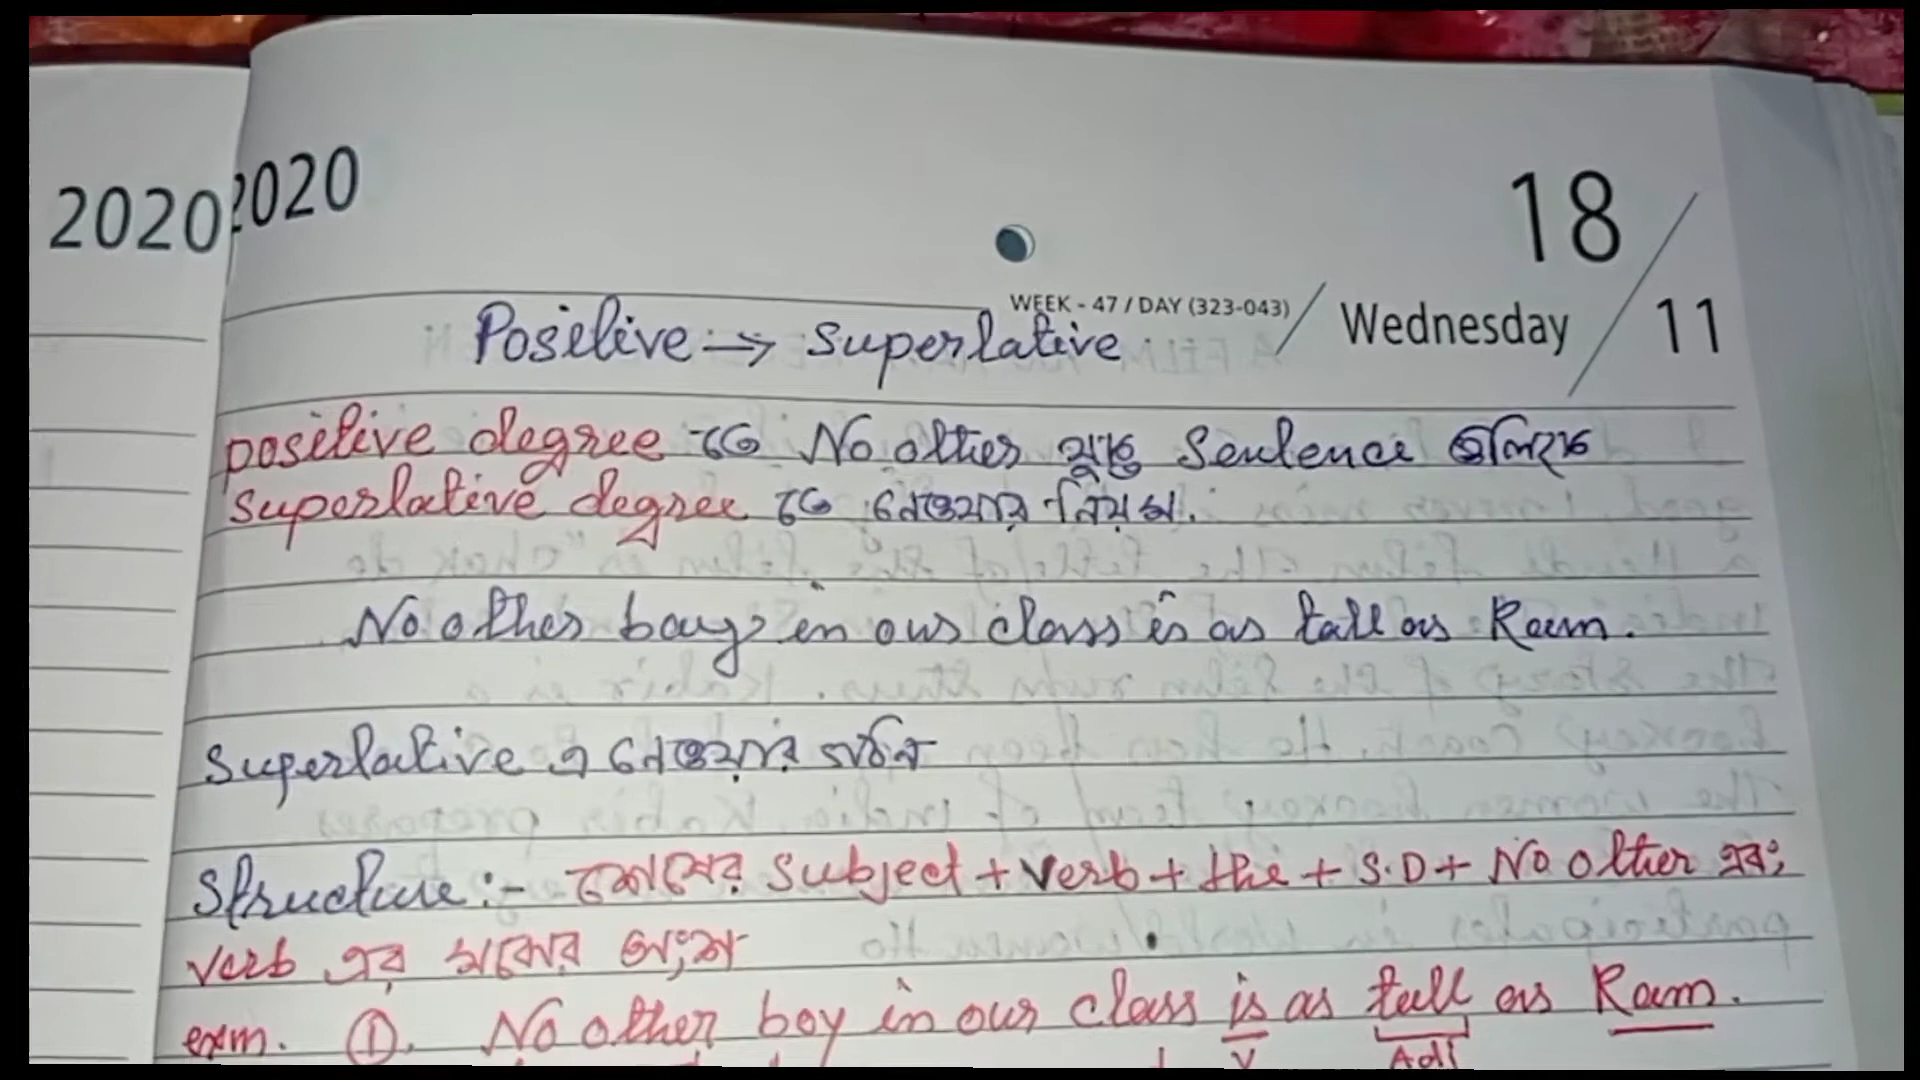 2020
2020
18
WEEK - 47 / DAY (323-043)
Wednesday
11
Positive → Superlative
positive degree তে No other যুক্ত Sentence গুলিকে
Superlative degree তে নেওয়ার নিয়ম.
No other boy in our class is as tall as Ram.
Superlative এ নেওয়ার গঠন
Structure :- শেষের Subject + verb + the + S.D + No other এবং
verb এর মাঝের অংশ
exm. ①. No other boy in our class is as tall as Ram.
V
Adj